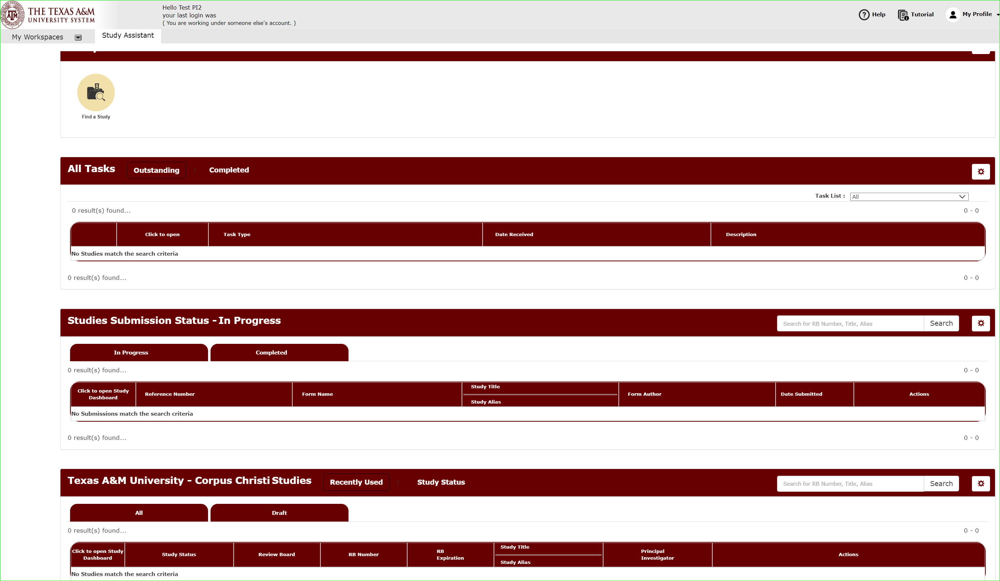 THE TEXAS A&M
UNIVERSITY SYSTEM
Hello Test PI2
your last login was
( You are working under someone else's account. )
Help
Tutorial
My Profile
My Workspaces
Study Assistant
Find a Study
All Tasks
Outstanding
Completed
Task List :
All
0 result(s) found...
0 - 0
Click to open
Task Type
Date Received
Description
No Studies match the search criteria
0 result(s) found...
0 - 0
Studies Submission Status - In Progress
Search for RB Number, Title, Alias
Search
In Progress
Completed
0 result(s) found...
0 - 0
Click to open Study
Dashboard
Reference Number
Form Name
Study Title
Study Alias
Form Author
Date Submitted
Actions
No Submissions match the search criteria
0 result(s) found...
0 - 0
Texas A&M University - Corpus Christi Studies
Recently Used
Study Status
Search for RB Number, Title, Alias
Search
All
Draft
0 result(s) found...
0 - 0
Click to open Study
Dashboard
Study Status
Review Board
RB Number
RB
Expiration
Study Title
Study Alias
Principal
Investigator
Actions
No Studies match the search criteria